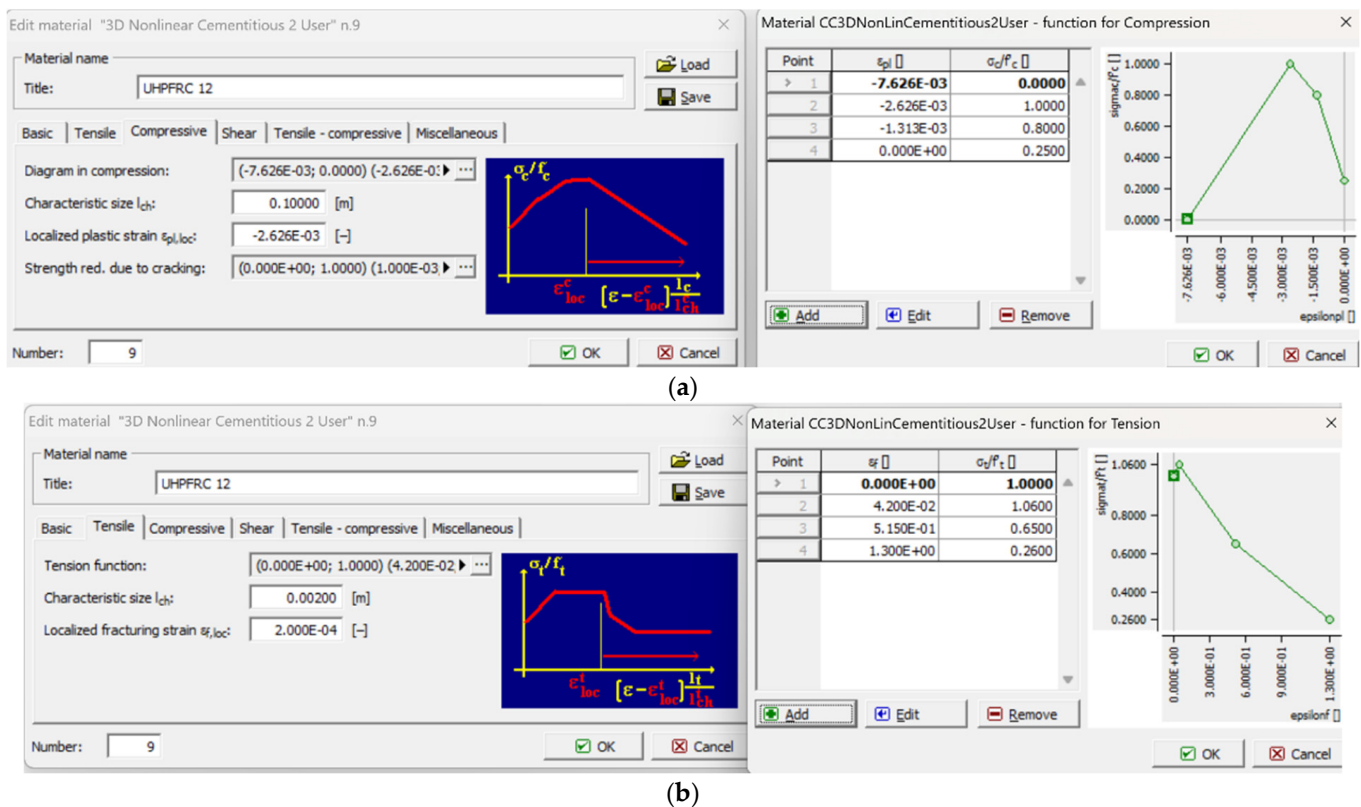 Edit material "3D Nonlinear Cementitious 2 User" n.9
Material name
Title: UHPFRC 12
Load
Save
Basic Tensile Compressive Shear Tensile - compressive Miscellaneous
Diagram in compression: (-7.626E-03; 0.0000) (-2.626E-03 ...
Characteristic size lch: 0.10000 [m]
Localized plastic strain εpl,loc: -2.626E-03 [-]
Strength red. due to cracking: (0.000E+00; 1.0000) (1.000E-03, ...
σc/fc
εcloc [ε-εcloc] lc/lcch
Number: 9
OK Cancel
Material CC3DNonLinCementitious2User - function for Compression
Point εpl [] σc/f'c []
> 1 -7.626E-03 0.0000
2 -2.626E-03 1.0000
3 -1.313E-03 0.8000
4 0.000E+00 0.2500
Add Edit Remove
sigmac/f'c []
1.0000
0.8000
0.6000
0.4000
0.2000
0.0000
-7.626E-03 -6.000E-03 -4.500E-03 -3.000E-03 -1.500E-03 0.000E+00
epsilonpl []
OK Cancel
(a)
Edit material "3D Nonlinear Cementitious 2 User" n.9
Material name
Title: UHPFRC 12
Load
Save
Basic Tensile Compressive Shear Tensile - compressive Miscellaneous
Tension function: (0.000E+00; 1.0000) (4.200E-02, ...
Characteristic size lch: 0.00200 [m]
Localized fracturing strain εf,loc: 2.000E-04 [-]
σt/ft
εtloc [ε-εtloc] lt/ltch
Number: 9
OK Cancel
Material CC3DNonLinCementitious2User - function for Tension
Point εf [] σt/f't []
> 1 0.000E+00 1.0000
2 4.200E-02 1.0600
3 5.150E-01 0.6500
4 1.300E+00 0.2600
Add Edit Remove
sigmat/f't []
1.0600
0.8000
0.6000
0.4000
0.2600
0.000E+00 3.000E-01 6.000E-01 9.000E-01 1.300E+00
epsilonf []
OK Cancel
(b)